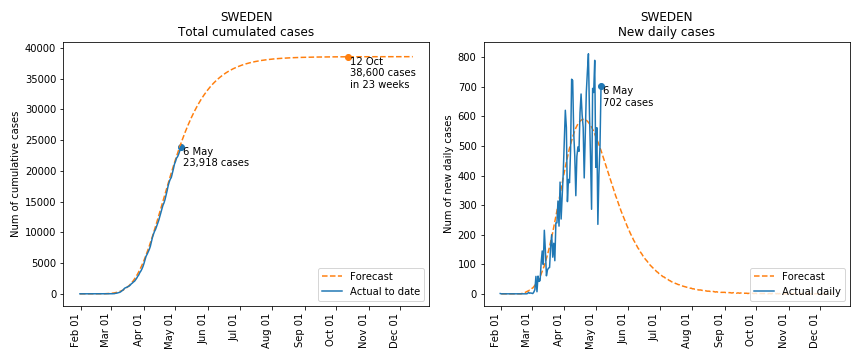 SWEDEN
Total cumulated cases
Num of cumulative cases
40000
35000
30000
25000
20000
15000
10000
5000
0
12 Oct
38,600 cases
in 23 weeks
6 May
23,918 cases
Forecast
Actual to date
Feb 01
Mar 01
Apr 01
May 01
Jun 01
Jul 01
Aug 01
Sep 01
Oct 01
Nov 01
Dec 01
SWEDEN
New daily cases
Num of new daily cases
800
700
600
500
400
300
200
100
0
6 May
702 cases
Forecast
Actual daily
Feb 01
Mar 01
Apr 01
May 01
Jun 01
Jul 01
Aug 01
Sep 01
Oct 01
Nov 01
Dec 01